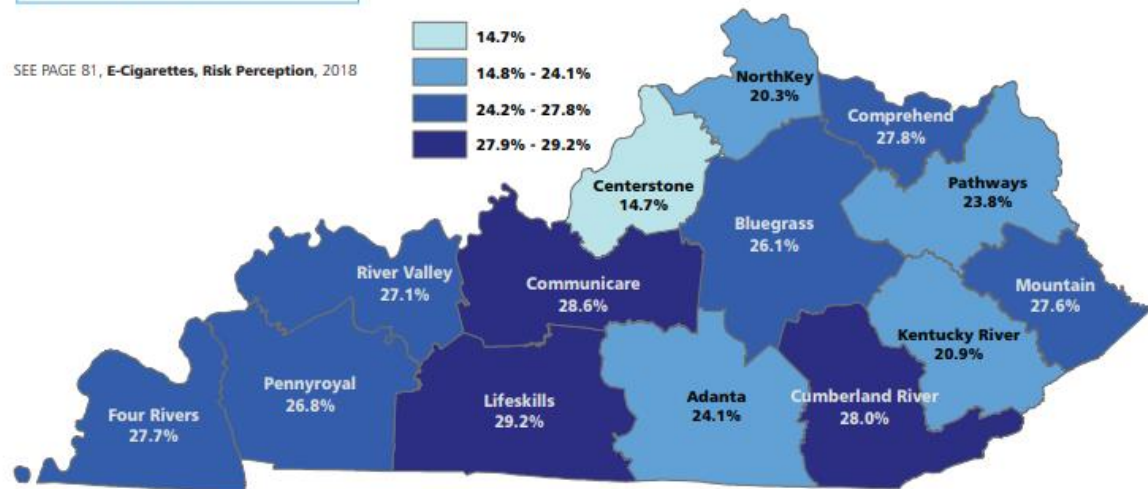 SEE PAGE 81, E-Cigarettes, Risk Perception, 2018
14.7%
14.8% - 24.1%
24.2% - 27.8%
27.9% - 29.2%
NorthKey
20.3%
Comprehend
27.8%
Centerstone
14.7%
Pathways
23.8%
Bluegrass
26.1%
River Valley
27.1%
Communicare
28.6%
Mountain
27.6%
Kentucky River
20.9%
Pennyroyal
26.8%
Lifeskills
29.2%
Adanta
24.1%
Cumberland River
28.0%
Four Rivers
27.7%